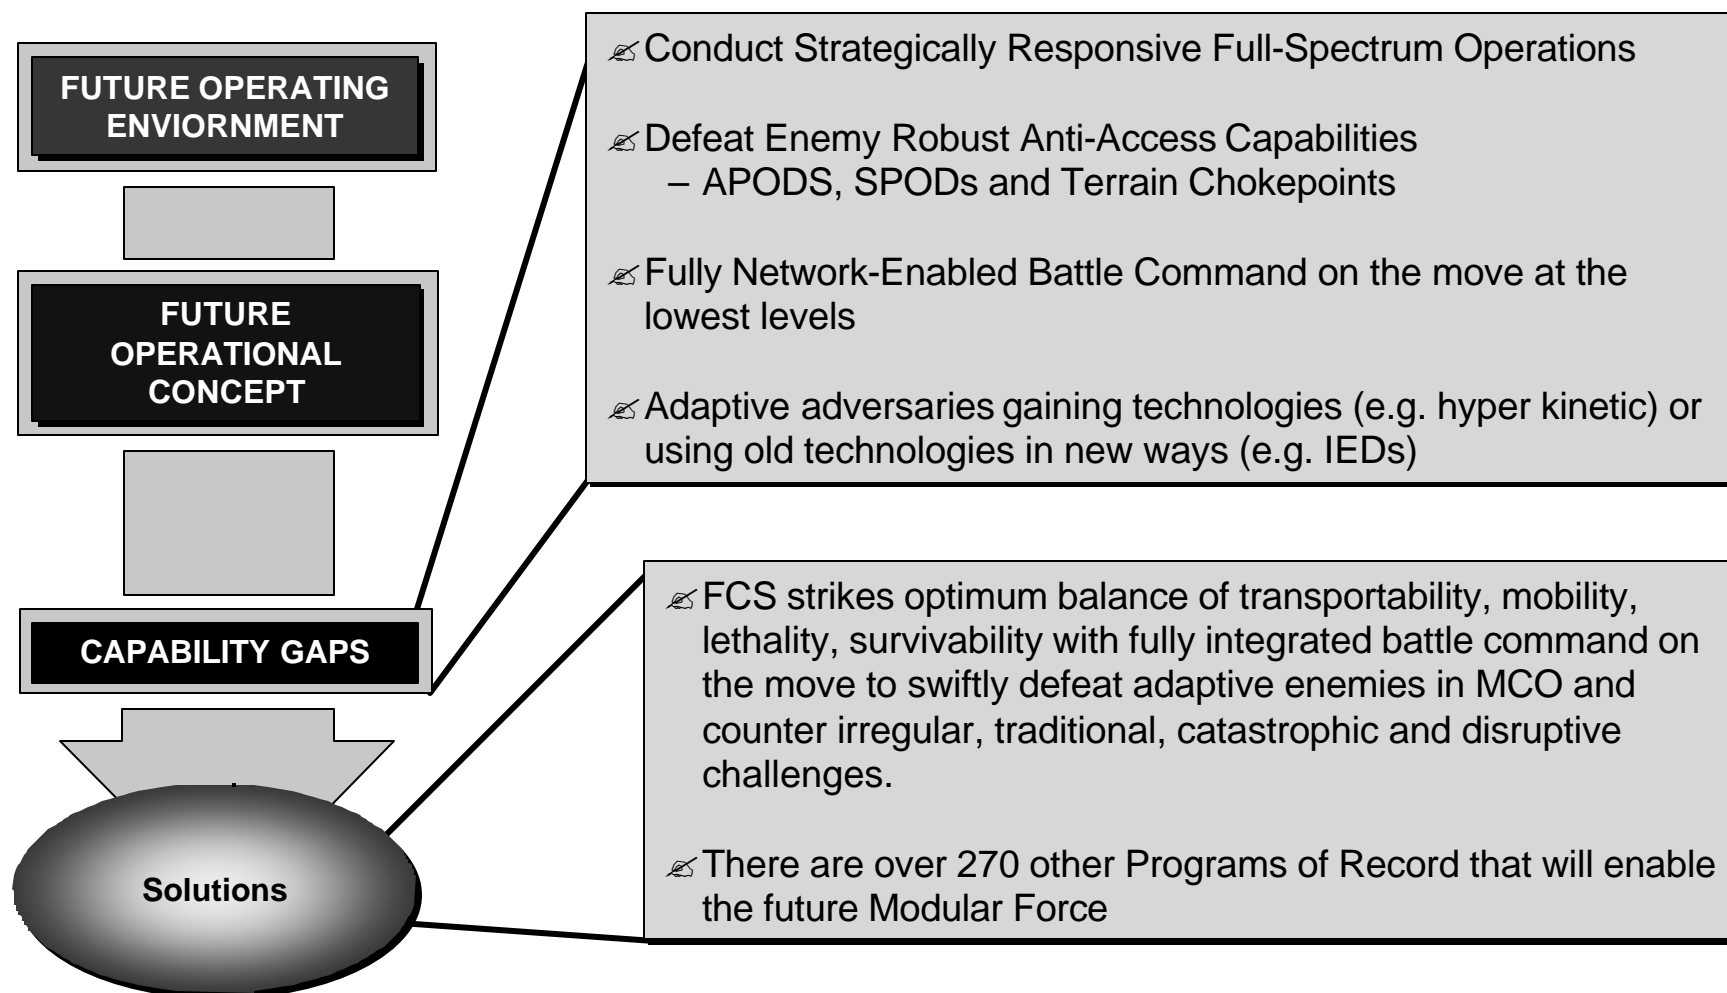 FUTURE OPERATING
ENVIORNMENT
FUTURE
OPERATIONAL
CONCEPT
CAPABILITY GAPS
Solutions
Conduct Strategically Responsive Full-Spectrum Operations
Defeat Enemy Robust Anti-Access Capabilities
– APODS, SPODs and Terrain Chokepoints
Fully Network-Enabled Battle Command on the move at the
lowest levels
Adaptive adversaries gaining technologies (e.g. hyper kinetic) or
using old technologies in new ways (e.g. IEDs)
FCS strikes optimum balance of transportability, mobility,
lethality, survivability with fully integrated battle command on
the move to swiftly defeat adaptive enemies in MCO and
counter irregular, traditional, catastrophic and disruptive
challenges.
There are over 270 other Programs of Record that will enable
the future Modular Force